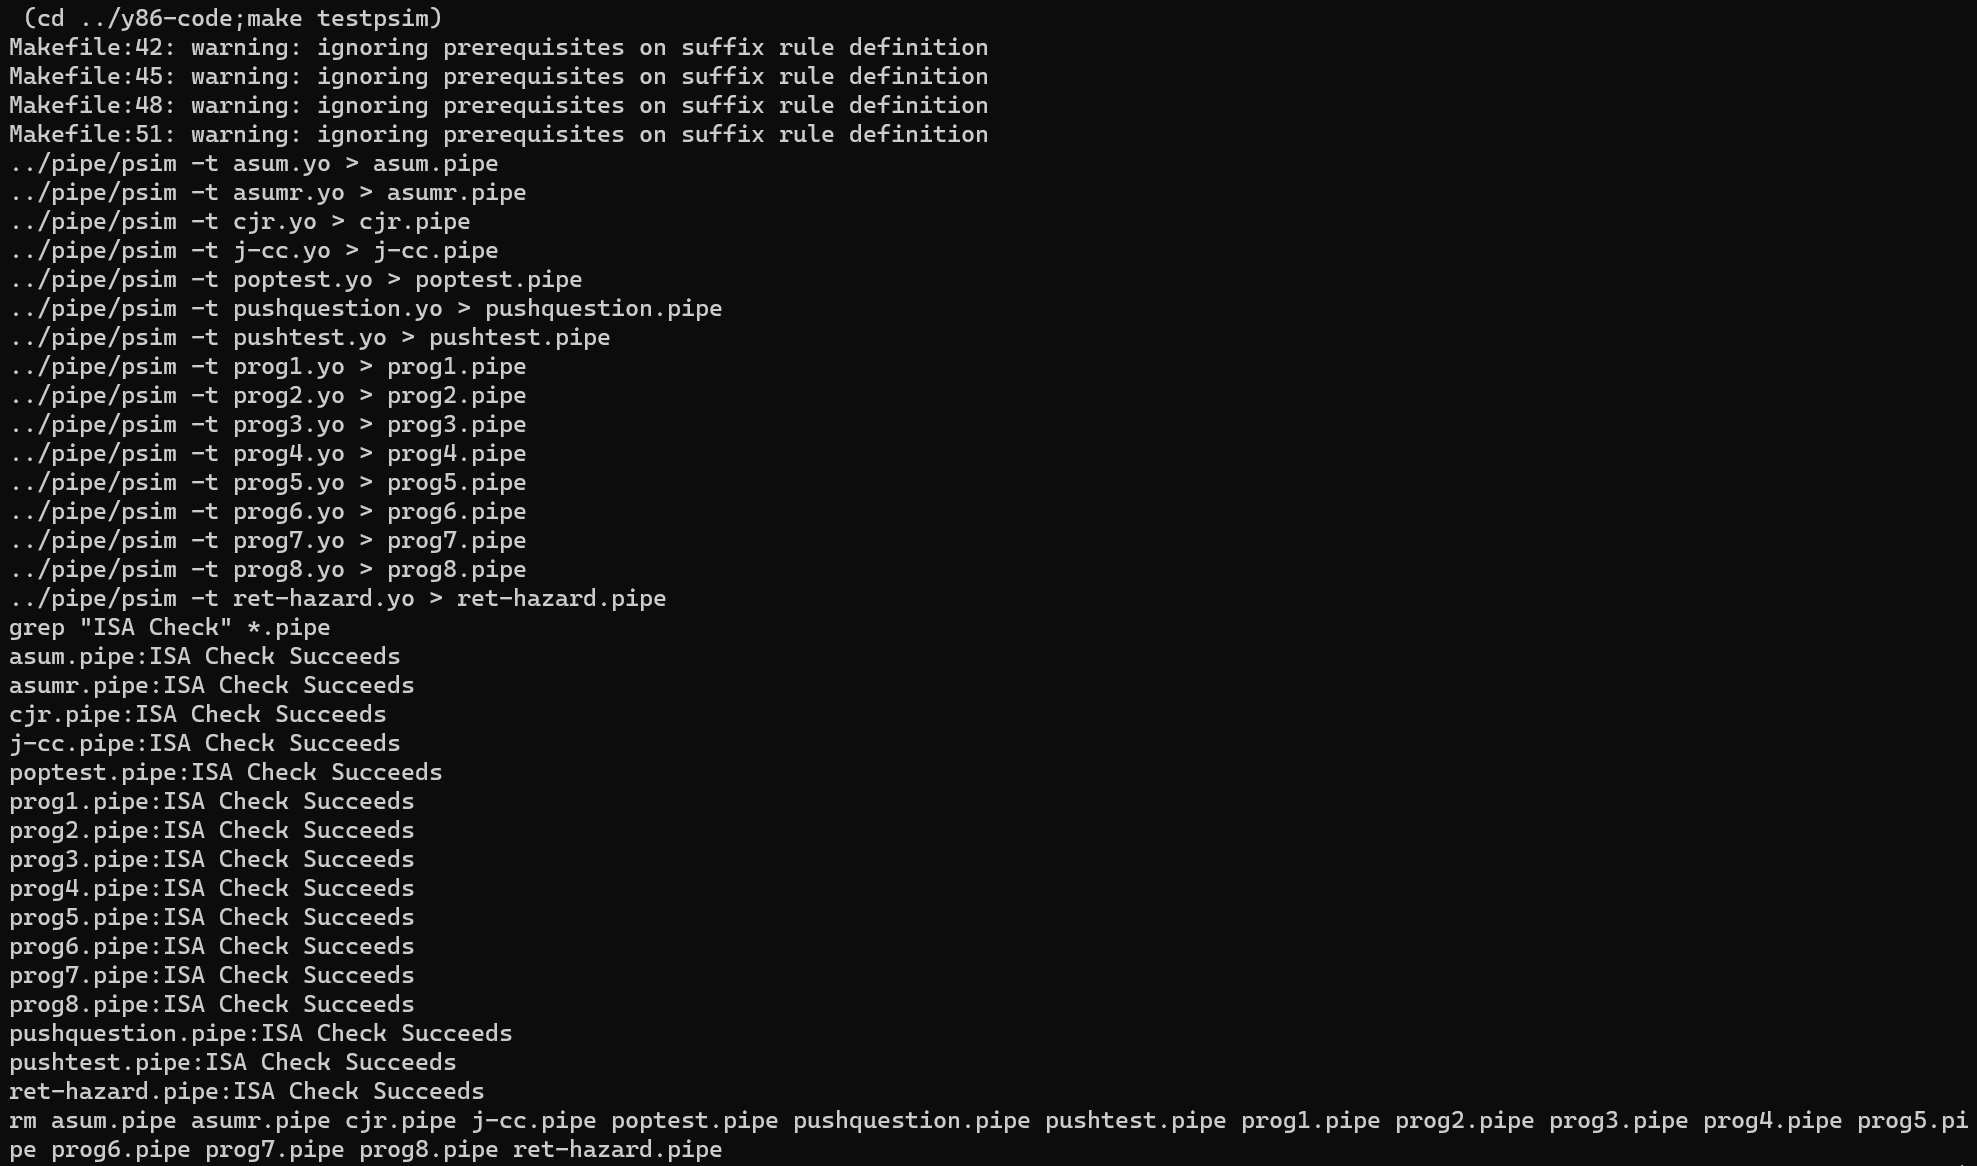 (cd ../y86-code;make testpsim)
Makefile:42: warning: ignoring prerequisites on suffix rule definition
Makefile:45: warning: ignoring prerequisites on suffix rule definition
Makefile:48: warning: ignoring prerequisites on suffix rule definition
Makefile:51: warning: ignoring prerequisites on suffix rule definition
../pipe/psim -t asum.yo > asum.pipe
../pipe/psim -t asumr.yo > asumr.pipe
../pipe/psim -t cjr.yo > cjr.pipe
../pipe/psim -t j-cc.yo > j-cc.pipe
../pipe/psim -t poptest.yo > poptest.pipe
../pipe/psim -t pushquestion.yo > pushquestion.pipe
../pipe/psim -t pushtest.yo > pushtest.pipe
../pipe/psim -t prog1.yo > prog1.pipe
../pipe/psim -t prog2.yo > prog2.pipe
../pipe/psim -t prog3.yo > prog3.pipe
../pipe/psim -t prog4.yo > prog4.pipe
../pipe/psim -t prog5.yo > prog5.pipe
../pipe/psim -t prog6.yo > prog6.pipe
../pipe/psim -t prog7.yo > prog7.pipe
../pipe/psim -t prog8.yo > prog8.pipe
../pipe/psim -t ret-hazard.yo > ret-hazard.pipe
grep "ISA Check" *.pipe
asum.pipe:ISA Check Succeeds
asumr.pipe:ISA Check Succeeds
cjr.pipe:ISA Check Succeeds
j-cc.pipe:ISA Check Succeeds
poptest.pipe:ISA Check Succeeds
prog1.pipe:ISA Check Succeeds
prog2.pipe:ISA Check Succeeds
prog3.pipe:ISA Check Succeeds
prog4.pipe:ISA Check Succeeds
prog5.pipe:ISA Check Succeeds
prog6.pipe:ISA Check Succeeds
prog7.pipe:ISA Check Succeeds
prog8.pipe:ISA Check Succeeds
pushquestion.pipe:ISA Check Succeeds
pushtest.pipe:ISA Check Succeeds
ret-hazard.pipe:ISA Check Succeeds
rm asum.pipe asumr.pipe cjr.pipe j-cc.pipe poptest.pipe pushquestion.pipe pushtest.pipe prog1.pipe prog2.pipe prog3.pipe prog4.pipe prog5.pi
pe prog6.pipe prog7.pipe prog8.pipe ret-hazard.pipe